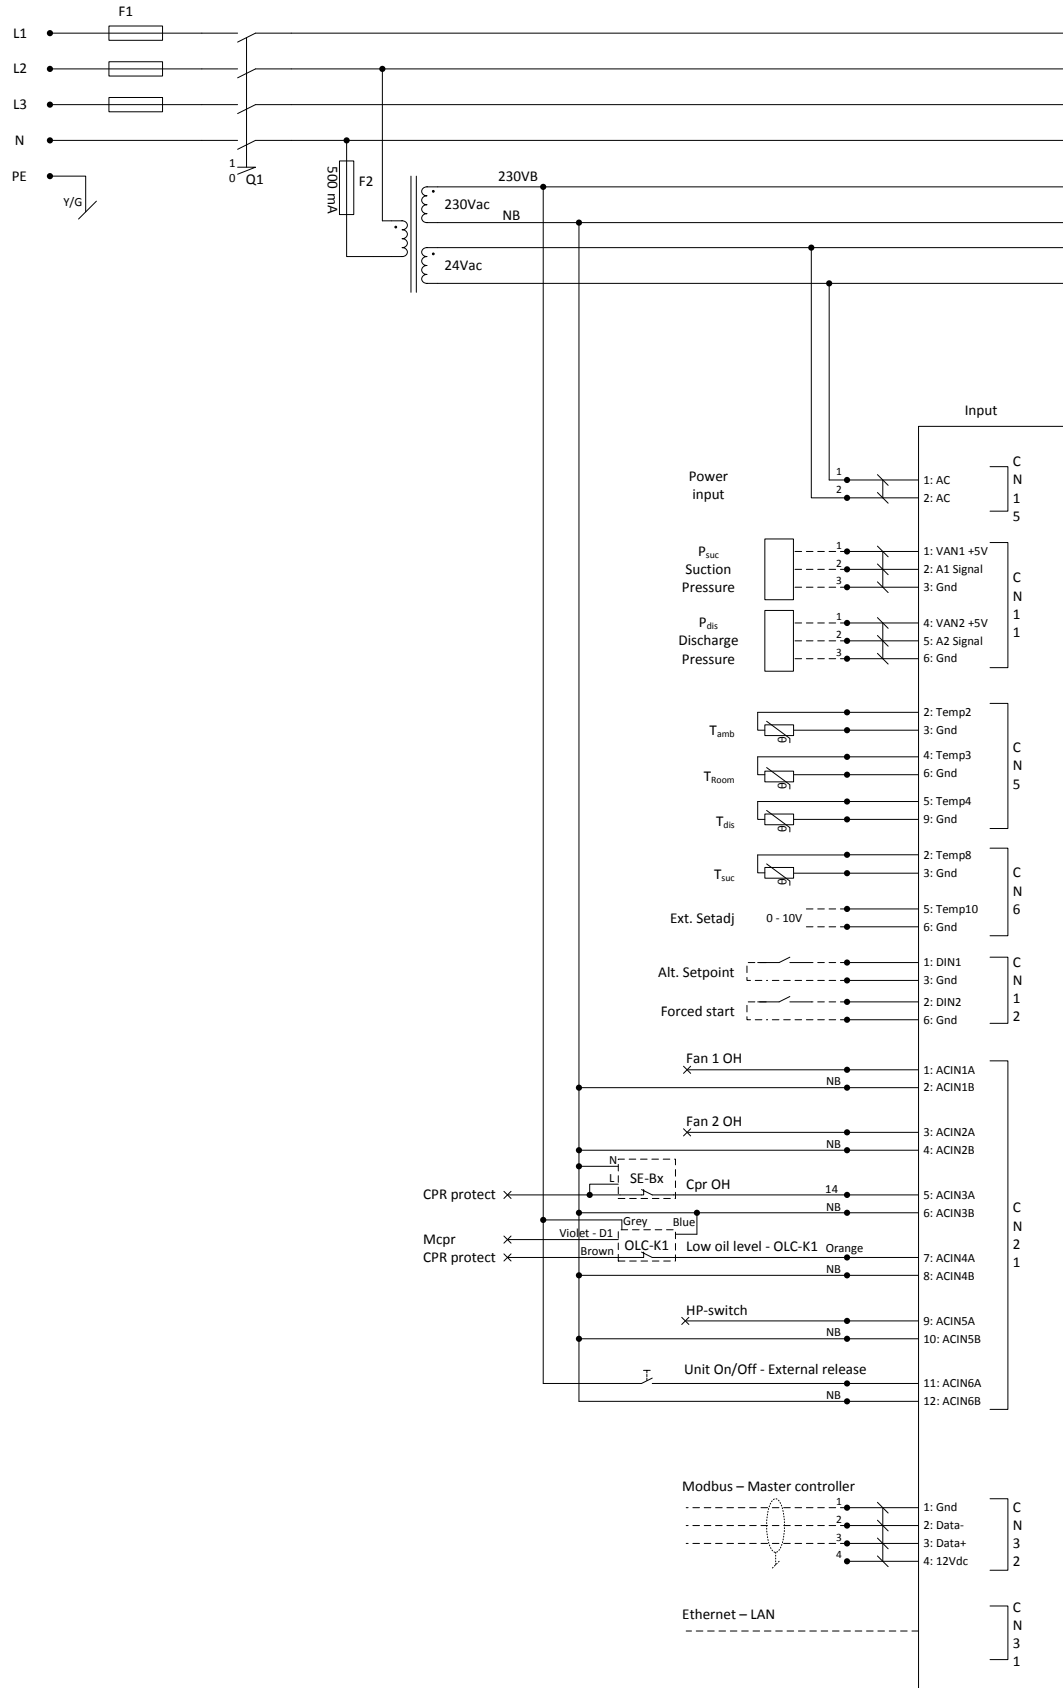 F1
L1
L2
L3
N
PE
Y/G
1
0 Q1
500 mA
F2
230VB
230Vac
NB
24Vac
Input
Power
input
1
2
1: AC
2: AC
CN15
Psuc
Suction
Pressure
1
2
3
1: VAN1 +5V
2: A1 Signal
3: Gnd
Pdis
Discharge
Pressure
1
2
3
4: VAN2 +5V
5: A2 Signal
6: Gnd
CN11
Tamb
θ
2: Temp2
3: Gnd
TRoom
θ
4: Temp3
6: Gnd
Tdis
θ
5: Temp4
9: Gnd
CN5
Tsuc
θ
2: Temp8
3: Gnd
Ext. Setadj 0 - 10V
5: Temp10
6: Gnd
CN6
Alt. Setpoint
1: DIN1
3: Gnd
Forced start
2: DIN2
6: Gnd
CN12
Fan 1 OH
1: ACIN1A
NB
2: ACIN1B
Fan 2 OH
3: ACIN2A
NB
4: ACIN2B
N
L
SE-Bx
CPR protect
Cpr OH
14
5: ACIN3A
NB
6: ACIN3B
Grey
Blue
Mcpr
Violet - D1
CPR protect
Brown
OLC-K1
Low oil level - OLC-K1
Orange
7: ACIN4A
NB
8: ACIN4B
HP-switch
9: ACIN5A
NB
10: ACIN5B
Unit On/Off - External release
11: ACIN6A
NB
12: ACIN6B
CN21
Modbus – Master controller
1
2
3
4
1: Gnd
2: Data-
3: Data+
4: 12Vdc
CN32
Ethernet – LAN
CN31